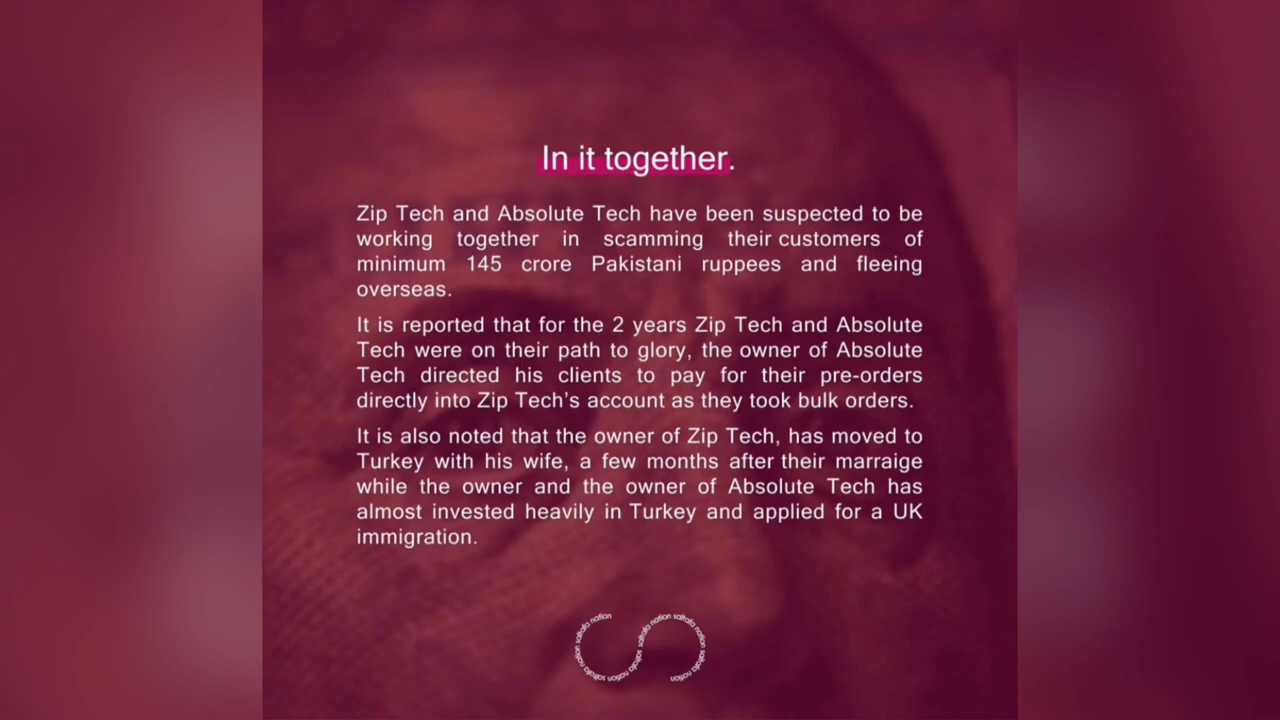 In it together.
Zip Tech and Absolute Tech have been suspected to be
working together in scamming their customers of
minimum 145 crore Pakistani ruppees and fleeing
overseas.
It is reported that for the 2 years Zip Tech and Absolute
Tech were on their path to glory, the owner of Absolute
Tech directed his clients to pay for their pre-orders
directly into Zip Tech's account as they took bulk orders.
It is also noted that the owner of Zip Tech, has moved to
Turkey with his wife, a few months after their marraige
while the owner and the owner of Absolute Tech has
almost invested heavily in Turkey and applied for a UK
immigration.